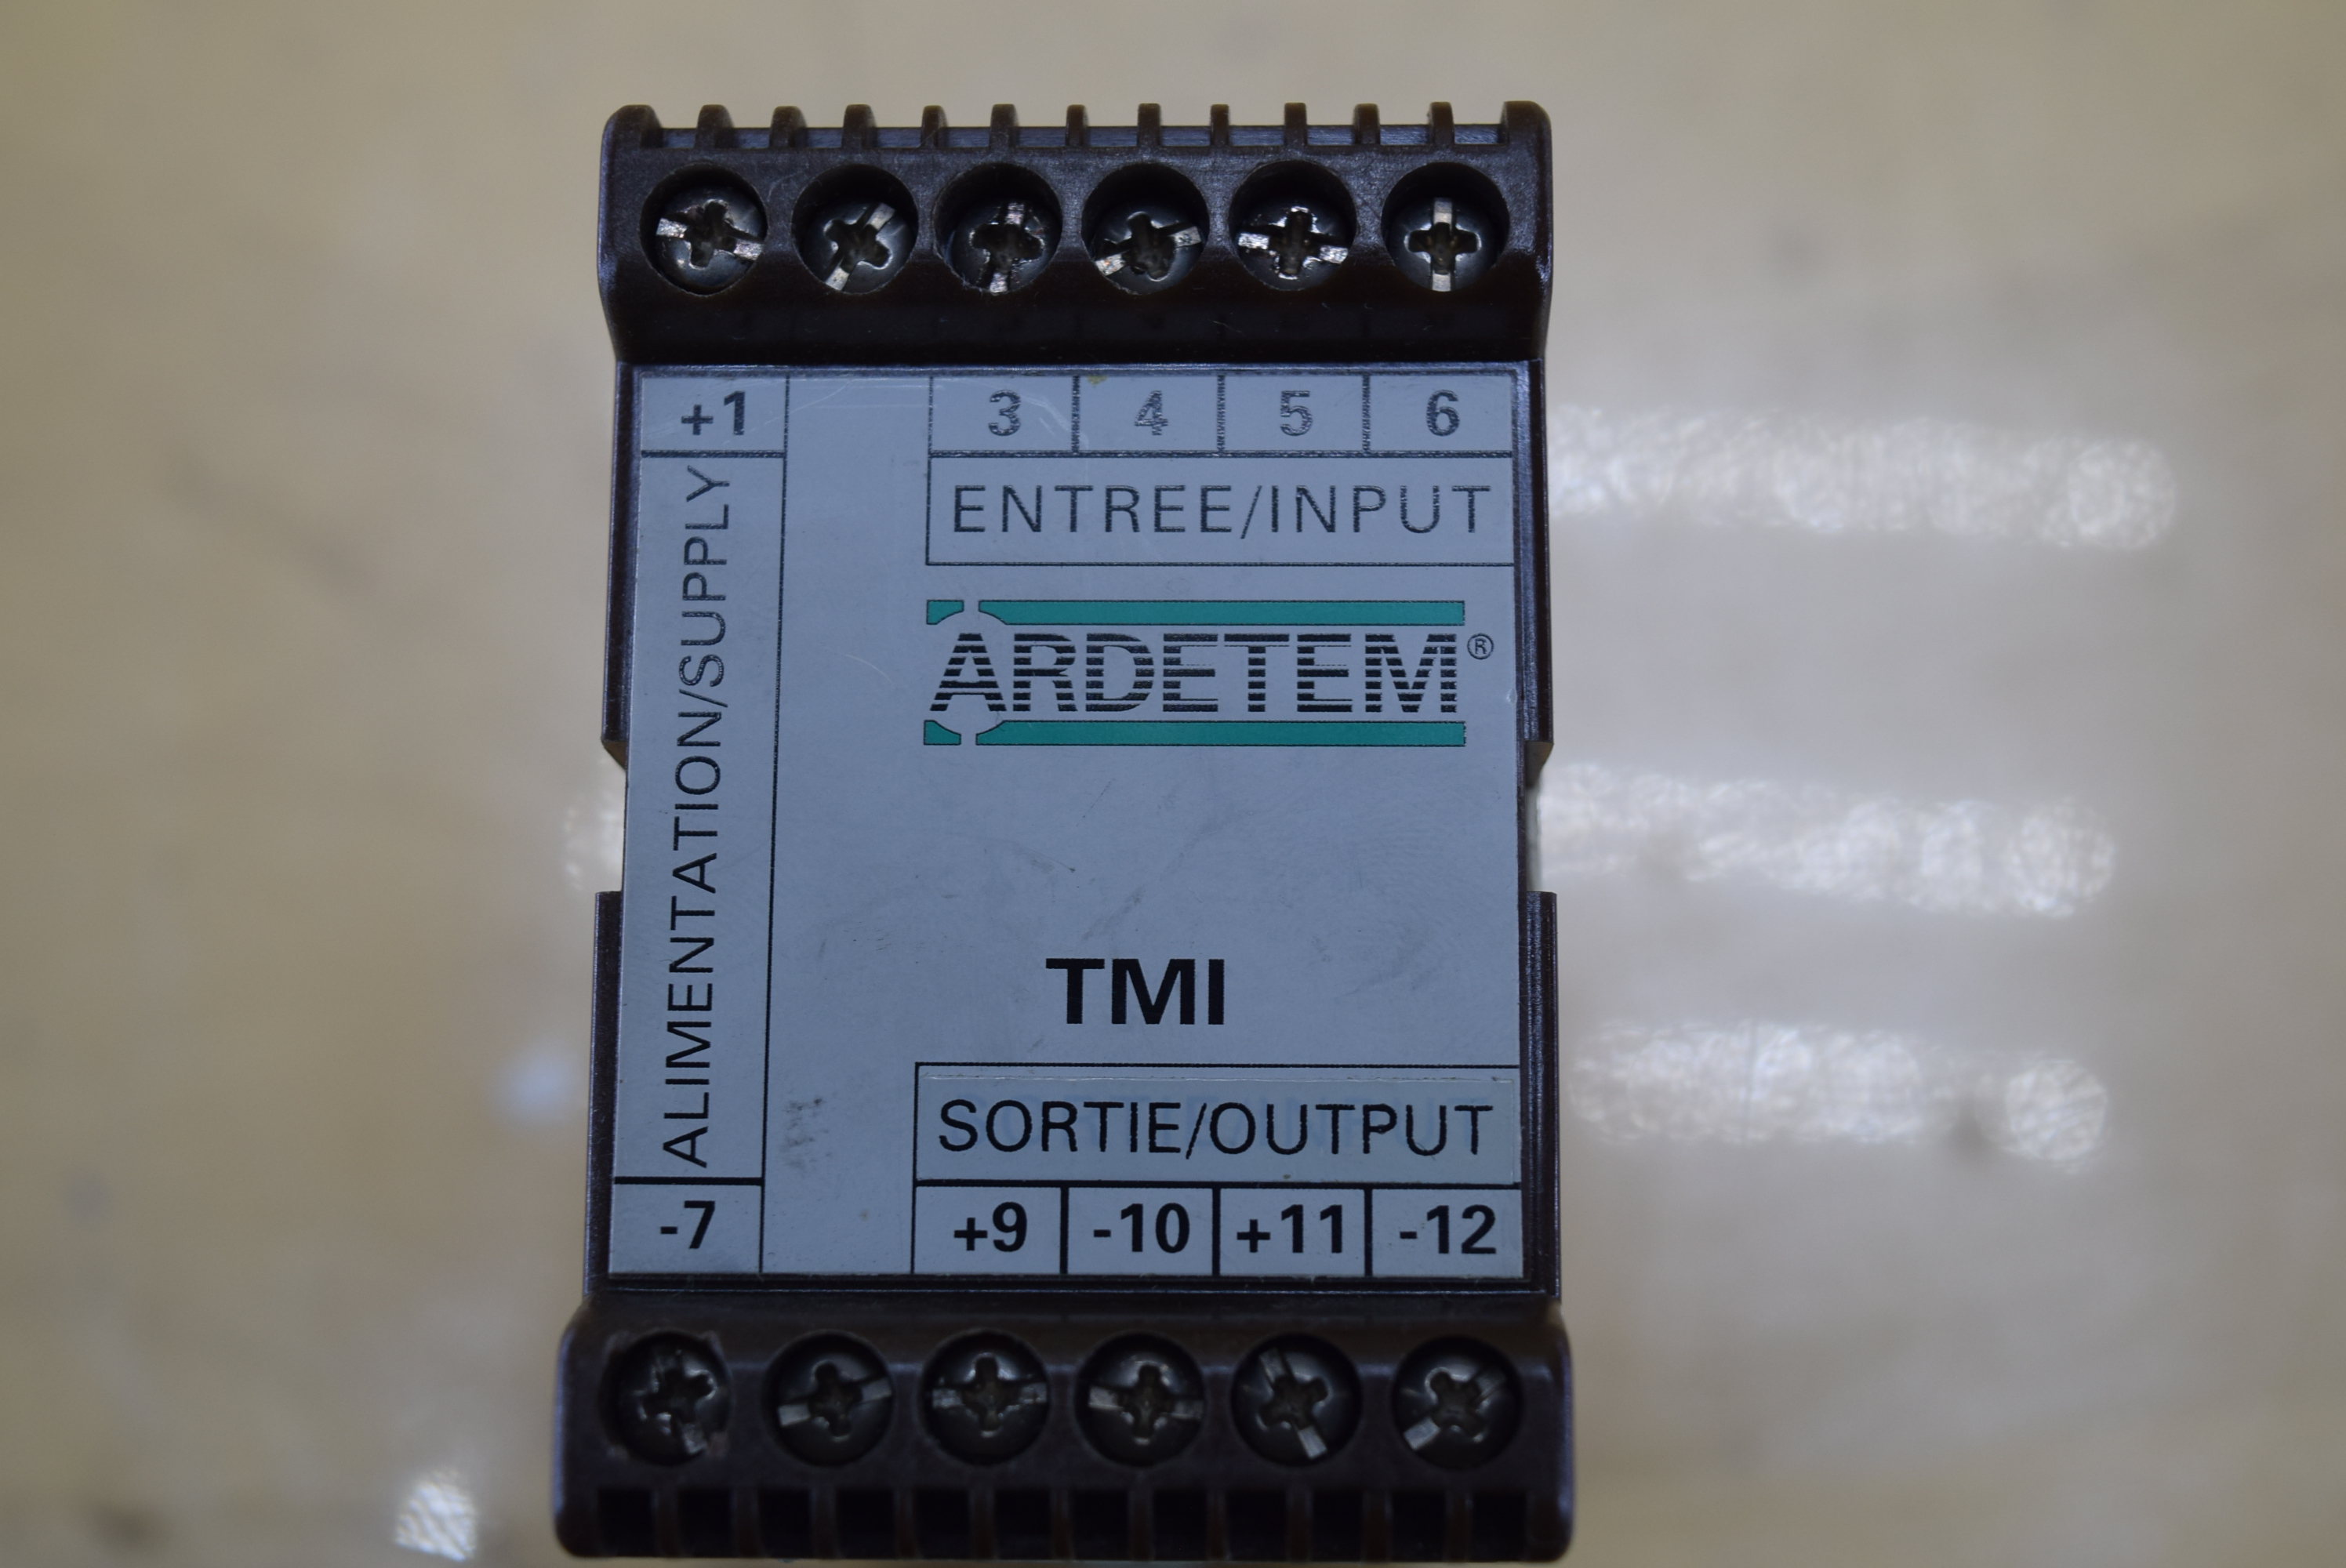 +1 3 4 5 6
ENTREE/INPUT
ALIMENTATION/SUPPLY
ARDETEM®
TMI
SORTIE/OUTPUT
-7 +9 -10 +11 -12